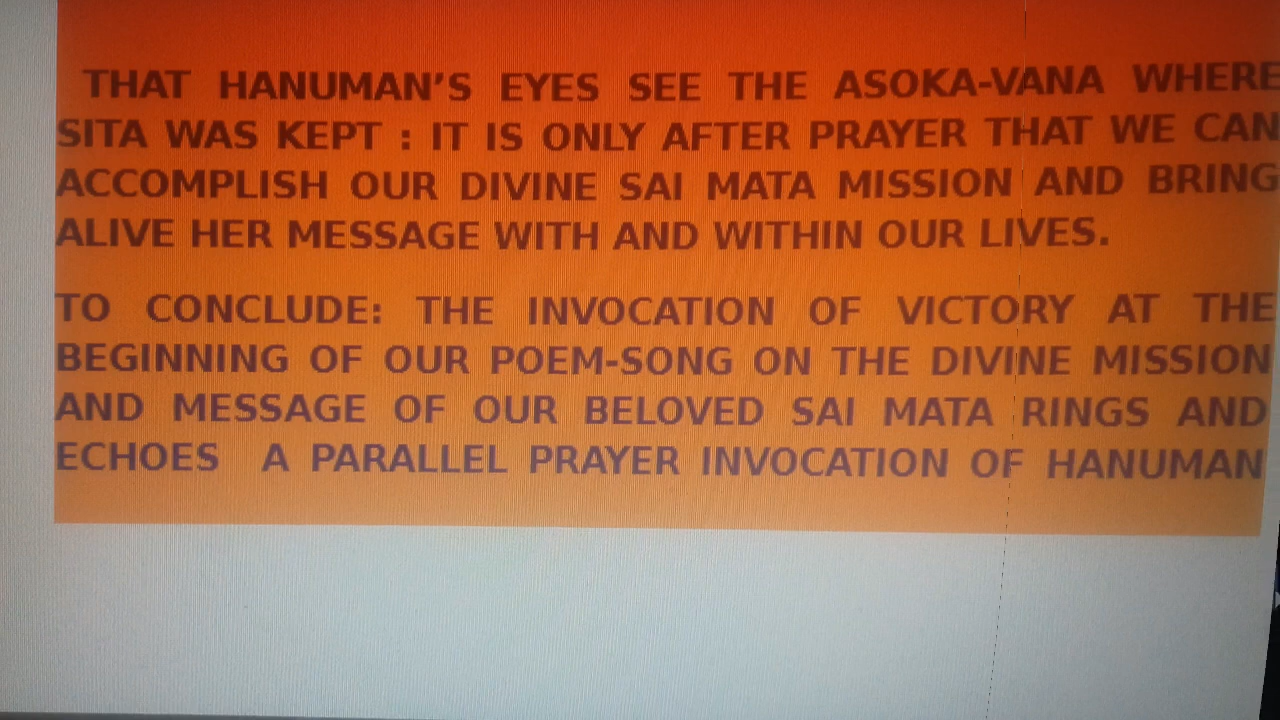 THAT HANUMAN’S EYES SEE THE ASOKA-VANA WHERE
SITA WAS KEPT : IT IS ONLY AFTER PRAYER THAT WE CAN
ACCOMPLISH OUR DIVINE SAI MATA MISSION AND BRING
ALIVE HER MESSAGE WITH AND WITHIN OUR LIVES.
TO CONCLUDE: THE INVOCATION OF VICTORY AT THE
BEGINNING OF OUR POEM-SONG ON THE DIVINE MISSION
AND MESSAGE OF OUR BELOVED SAI MATA RINGS AND
ECHOES A PARALLEL PRAYER INVOCATION OF HANUMAN